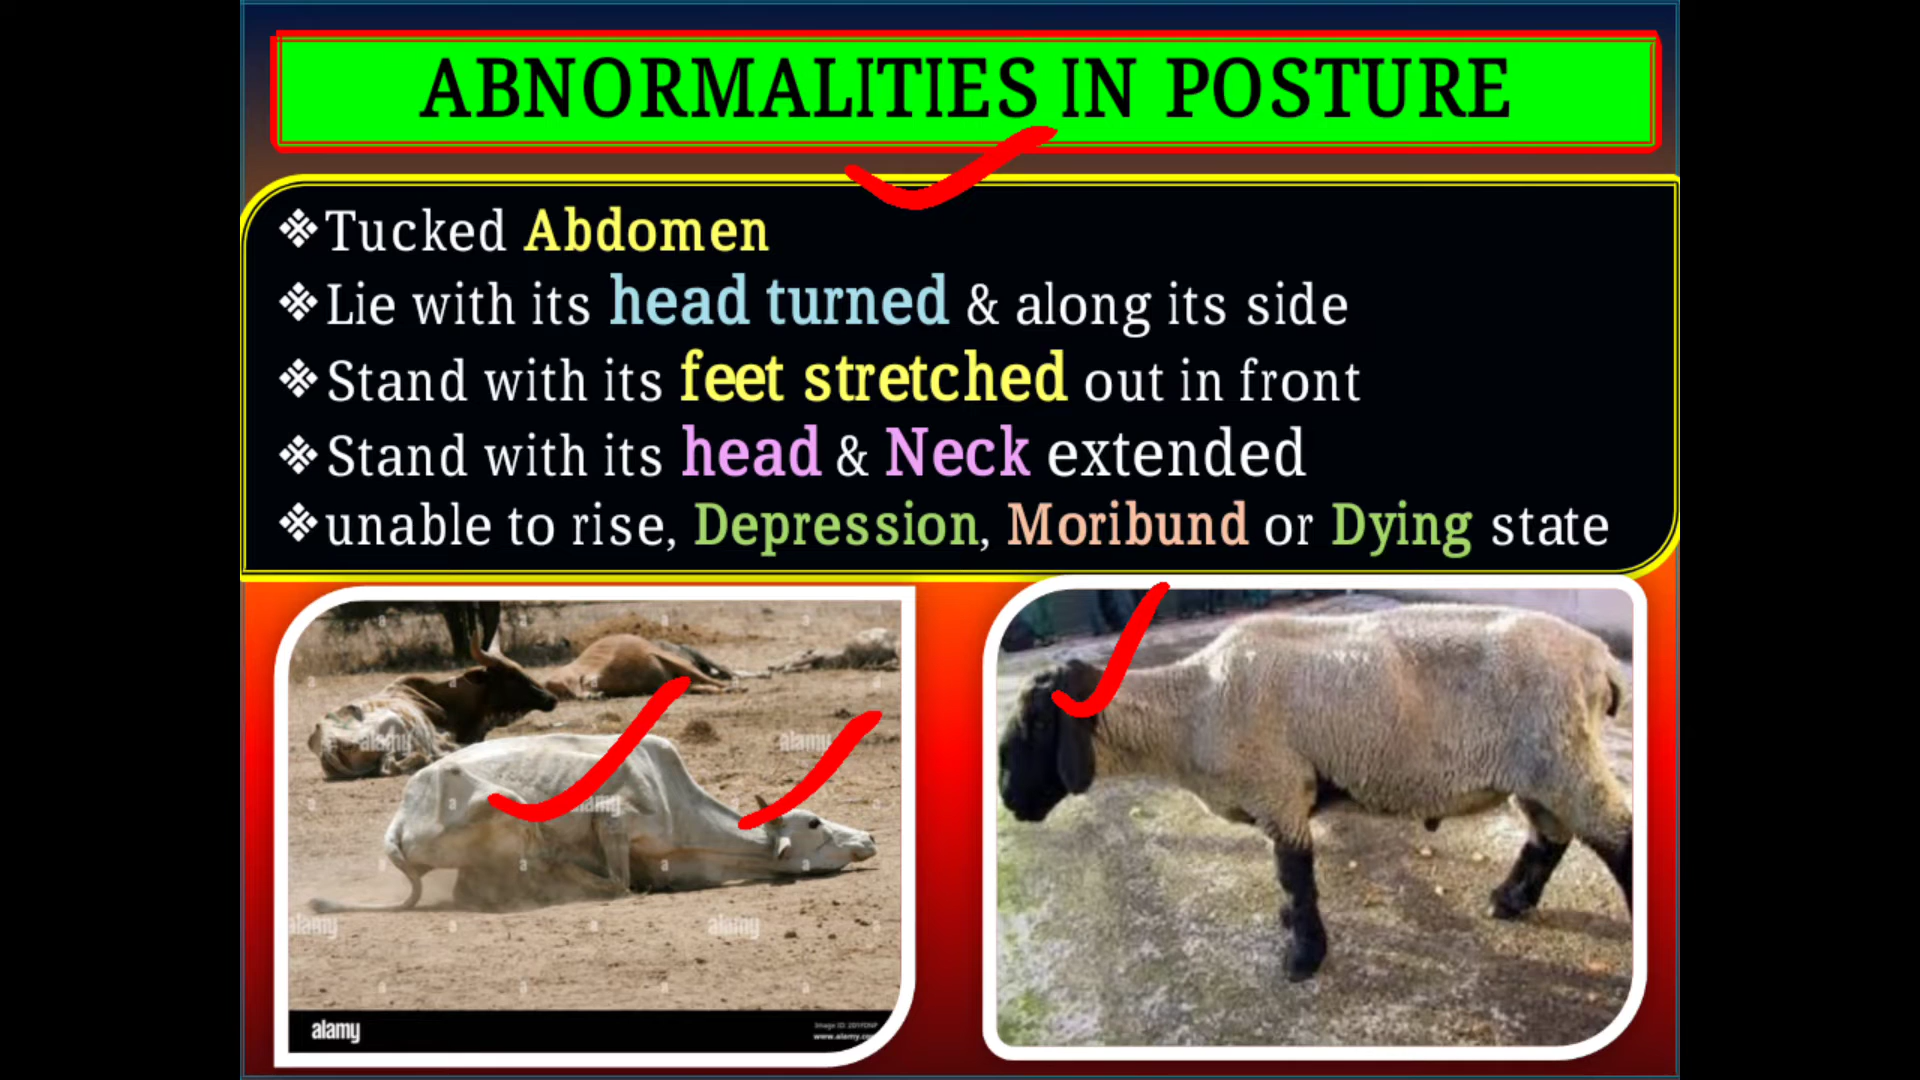 ABNORMALITIES IN POSTURE
❖Tucked Abdomen
❖Lie with its head turned & along its side
❖Stand with its feet stretched out in front
❖Stand with its head & Neck extended
❖unable to rise, Depression, Moribund or Dying state
alamy
alamy
alamy
alamy
alamy
alamy